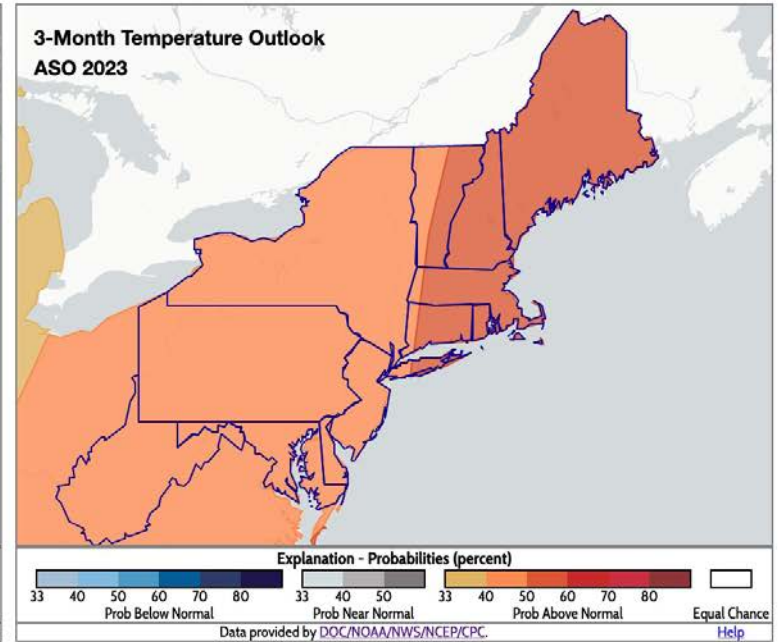 3-Month Temperature Outlook
ASO 2023
Explanation - Probabilities (percent)
33 40 50 60 70 80 33 40 50 33 40 50 60 70 80
Prob Below Normal Prob Near Normal Prob Above Normal Equal Chance
Data provided by DOC/NOAA/NWS/NCEP/CPC. Help